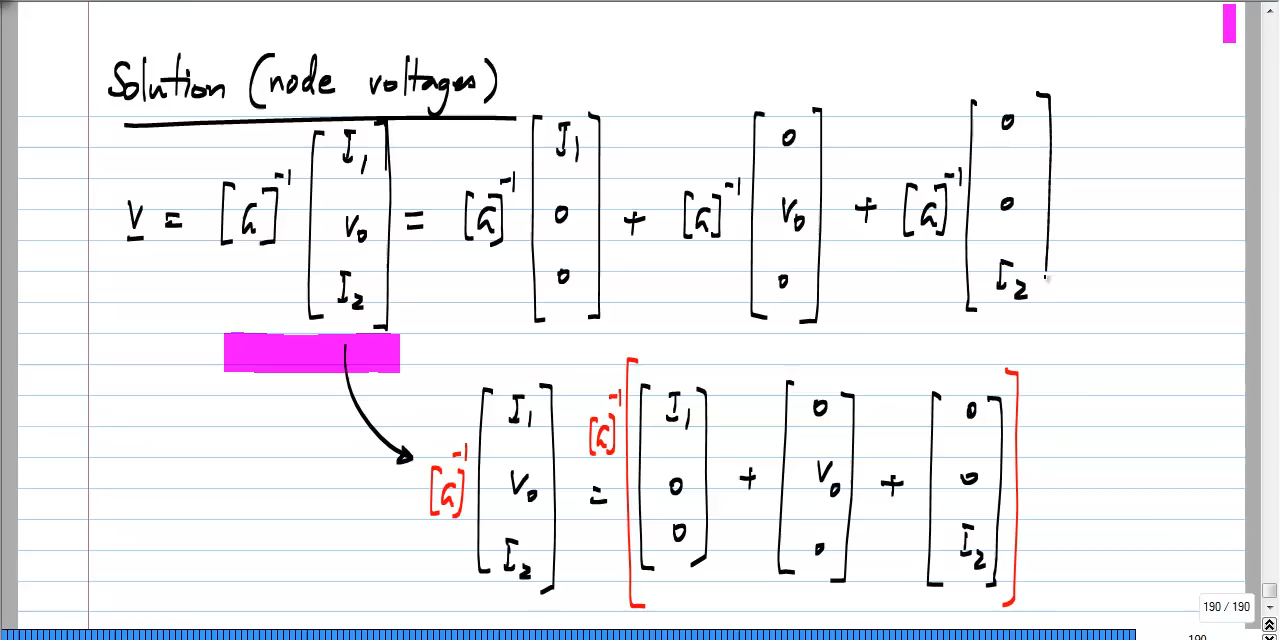 Solution (node voltages)
V = [G]⁻¹ [I₁ V₀ I₂] = [G]⁻¹ [I₁ 0 0] + [G]⁻¹ [0 V₀ 0] + [G]⁻¹ [0 0 I₂]
[G]⁻¹ [I₁ V₀ I₂] = [G]⁻¹ [[I₁ 0 0] + [0 V₀ 0] + [0 0 I₂]]
190 / 190
190